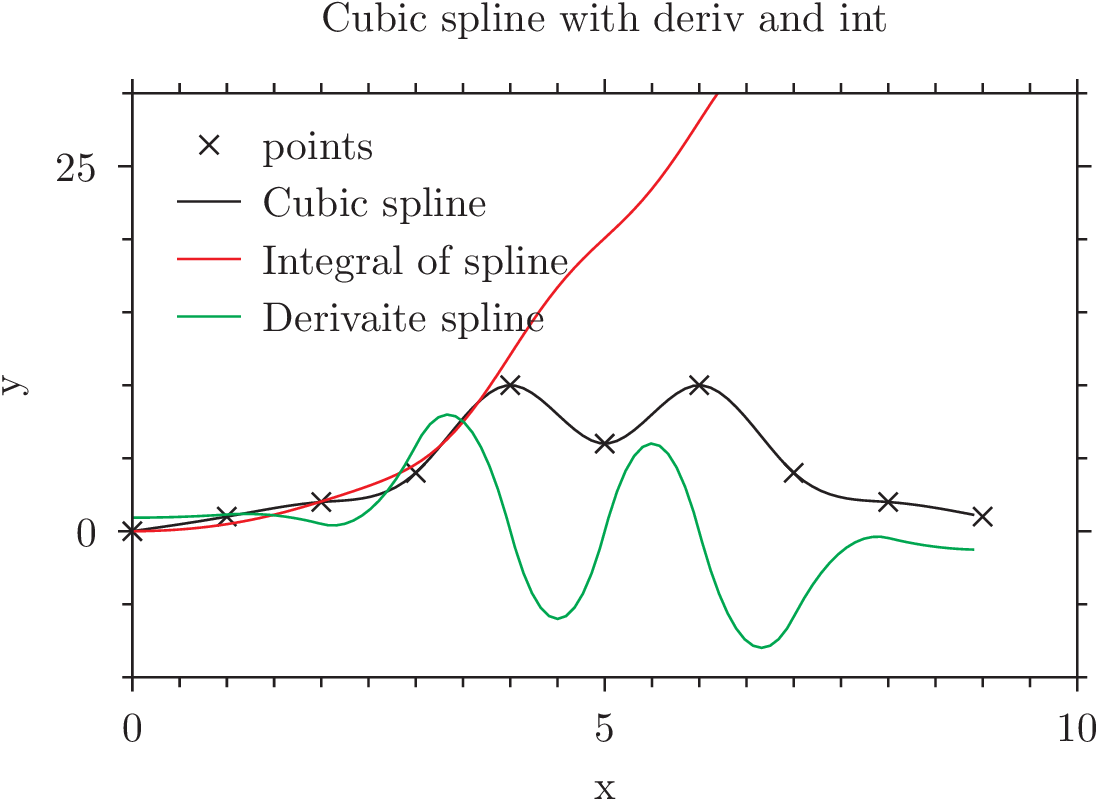 Cubic spline with deriv and int
points
25
Cubic spline
Integral of spline
Derivaite spline
y
0
0 5 10
x